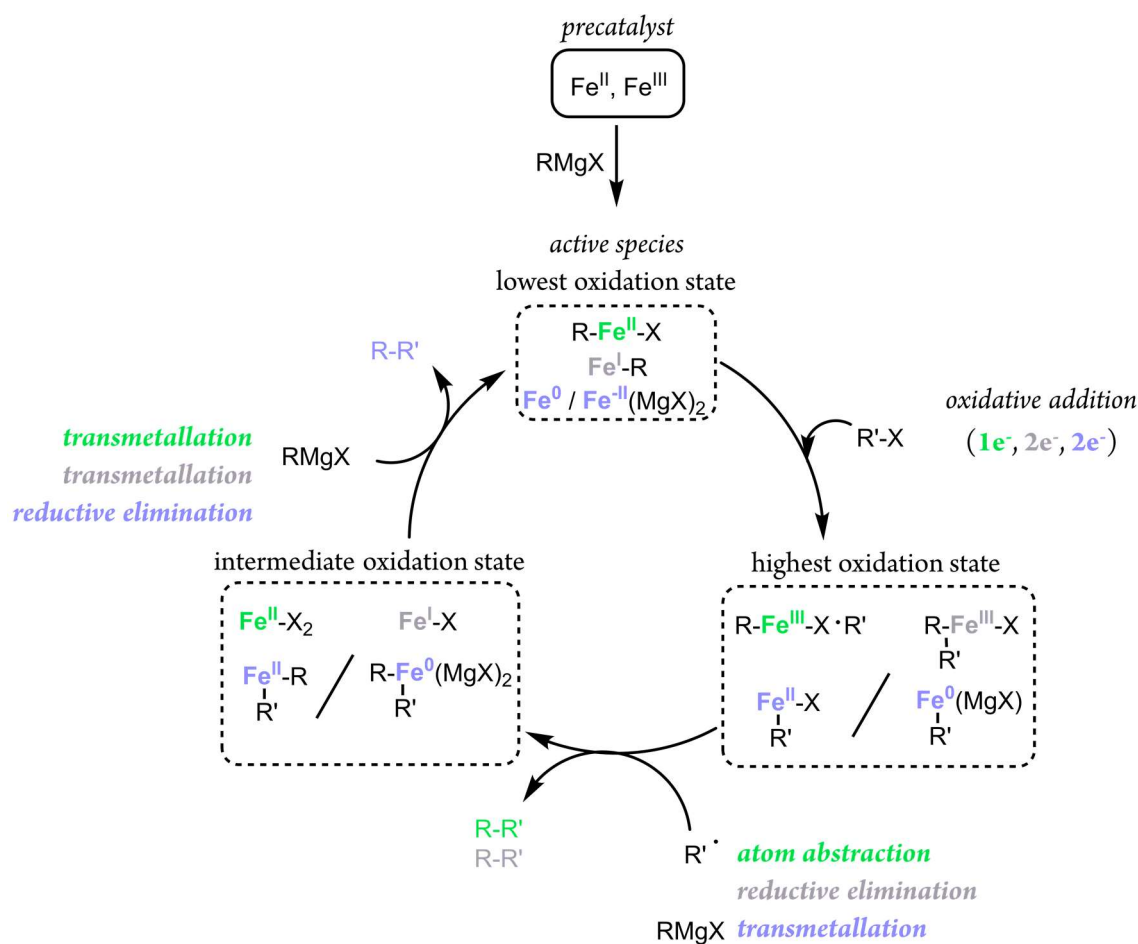 precatalyst
Fe^II, Fe^III
RMgX
active species
lowest oxidation state
R-Fe^II-X
Fe^I-R
Fe^0 / Fe^-II(MgX)_2
R-R'
oxidative addition
(1e^-, 2e^-, 2e^-)
R'-X
transmetallation
transmetallation
reductive elimination
RMgX
intermediate oxidation state
Fe^II-X_2
Fe^I-X
Fe^II-R
R'
R-Fe^0(MgX)_2
R'
highest oxidation state
R-Fe^III-X·R'
R-Fe^III-X
R'
Fe^II-X
R'
Fe^0(MgX)
R'
R-R'
R-R'
R'·
atom abstraction
reductive elimination
RMgX transmetallation